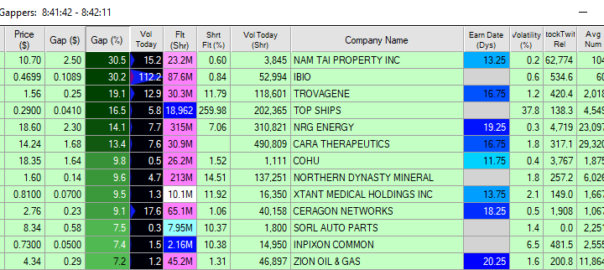 Gappers: 8:41:42 - 8:42:11
Price ($) Gap ($) Gap (%) Vol Today Flt (Shr) Shrt Flt (%) Vol Today (Shr) Company Name Earn Date (Dys) Volatility (%) tockTwit Rel Avg Num
10.70 2.50 30.5 15.2 23.2M 0.60 3,845 NAM TAI PROPERTY INC 13.25 0.2 62,774 104
0.4699 0.1089 30.2 112.2 87.6M 0.84 52,994 IBIO 0.6 534.6 60
1.56 0.25 19.1 12.9 30.3M 11.79 118,601 TROVAGENE 16.75 1.2 420.4 2,018
0.2900 0.0410 16.5 5.8 18,962 259.98 202,365 TOP SHIPS 37.8 138.3 4,549
18.60 2.30 14.1 7.7 315M 7.06 310,821 NRG ENERGY 19.25 0.3 4,719 23,097
14.24 1.68 13.4 7.6 30.9M 490,809 CARA THERAPEUTICS 16.75 1.8 317.1 29,320
18.35 1.64 9.8 0.5 26.2M 1.52 1,111 COHU 11.75 0.4 3,767 1,875
1.60 0.14 9.6 4.7 213M 14.51 137,251 NORTHERN DYNASTY MINERAL 1.8 257.2 6,026
0.8100 0.0700 9.5 1.3 10.1M 11.92 16,350 XTANT MEDICAL HOLDINGS INC 13.75 2.1 149.0 1,667
2.76 0.23 9.1 17.6 65.1M 1.06 40,158 CERAGON NETWORKS 18.25 0.5 1,908 1,067
8.34 0.58 7.5 0.3 7.95M 10.37 1,800 SORL AUTO PARTS 1.4 0.0 2,251
0.7300 0.0500 7.4 1.5 2.16M 10.38 14,950 INPIXON COMMON 6.5 481.5 2,555
4.34 0.29 7.2 1.2 45.2M 1.31 46,897 ZION OIL & GAS 20.25 1.6 200.8 11,864